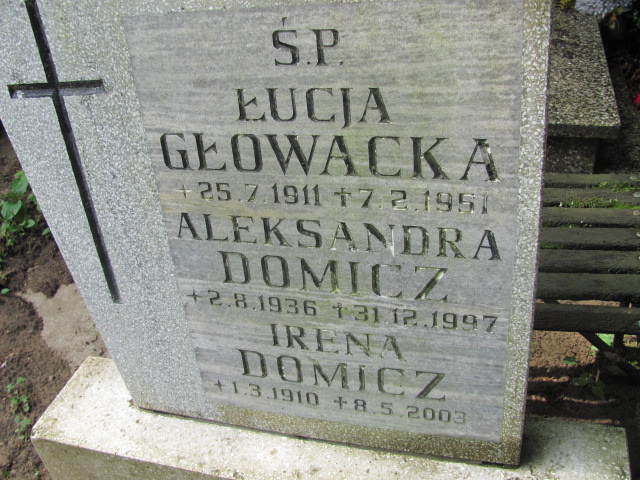 Ś.P.
ŁUCJA
GŁOWACKA
+25.7.1911 +7.2.1951
ALEKSANDRA
DOMICZ
+2.8.1936 +31.12.1997
IRENA
DOMICZ
+1.3.1910 +8.5.2003